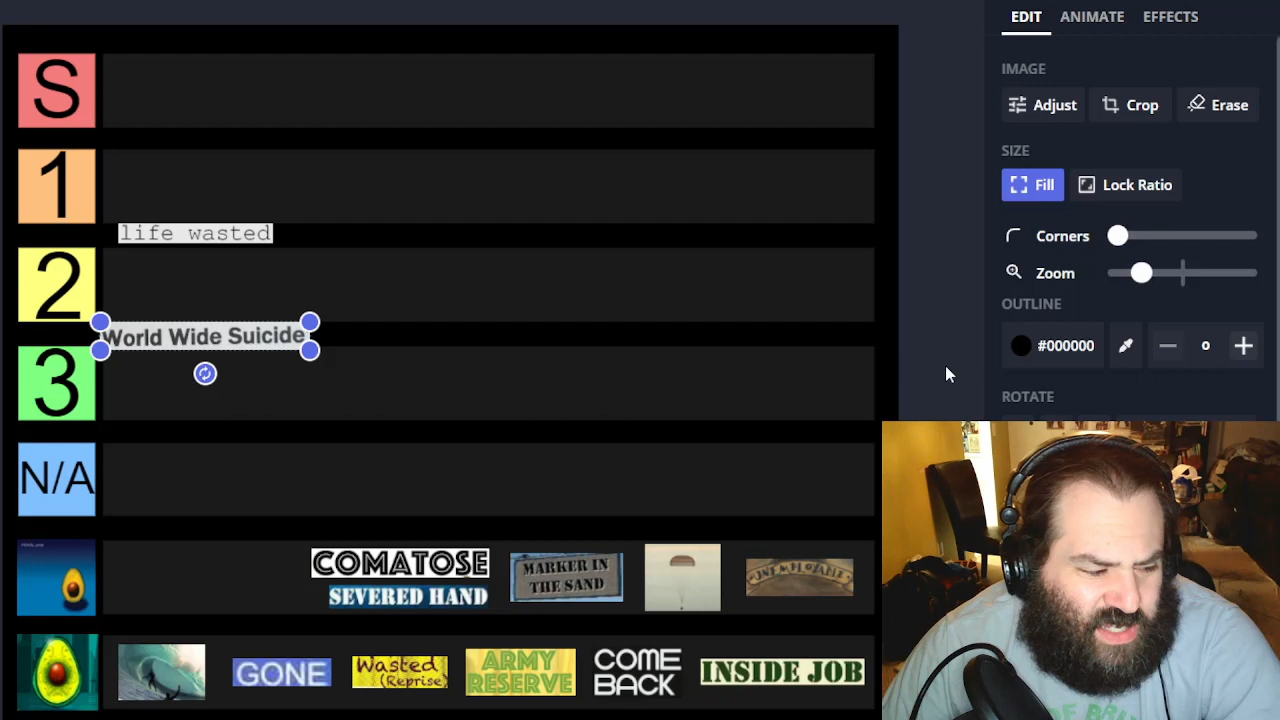 EDIT ANIMATE EFFECTS
IMAGE
Adjust Crop Erase
SIZE
Fill Lock Ratio
Corners
Zoom
OUTLINE
#000000 0
ROTATE
S
1
life wasted
2
World Wide Suicide
3
N/A
COMATOSE
SEVERED HAND
MARKER IN
THE SAND
UNEMPLOYABLE
GONE
Wasted
(Reprise)
ARMY
RESERVE
COME
BACK
INSIDE JOB